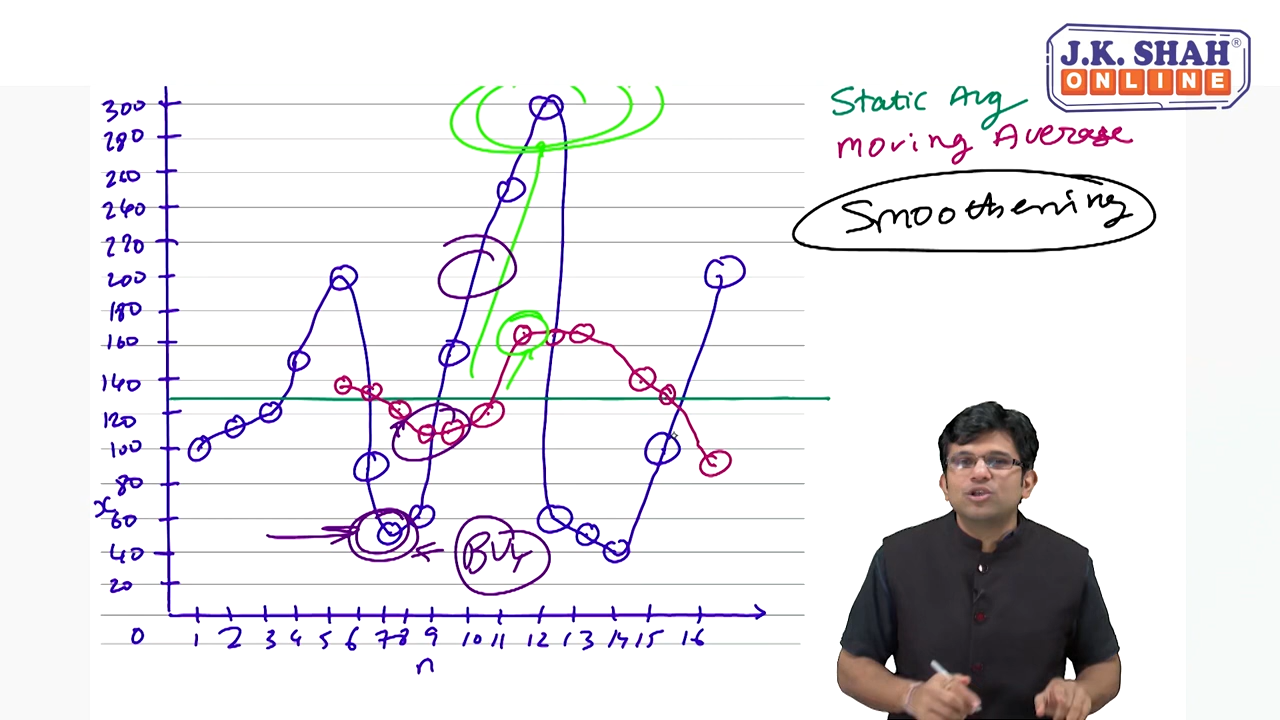 J.K. SHAH®
ONLINE
Static Avg
Moving Average
Smoothening
300
280
260
240
220
200
180
160
140
120
100
80
x
60
40
20
BUY
0 1 2 3 4 5 6 7 8 9 10 11 12 13 14 15 16
n